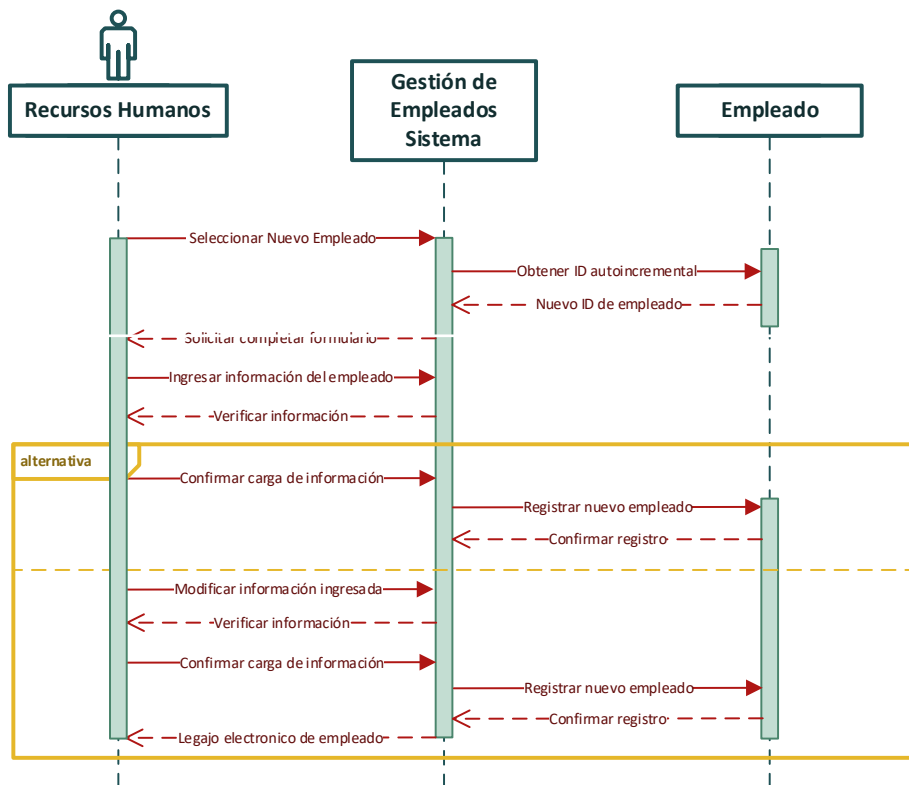 Recursos Humanos
Gestión de
Empleados
Sistema
Empleado
Seleccionar Nuevo Empleado
Obtener ID autoincremental
Nuevo ID de empleado
Solicitar completar formulario
Ingresar información del empleado
Verificar información
alternativa
Confirmar carga de información
Registrar nuevo empleado
Confirmar registro
Modificar información ingresada
Verificar información
Confirmar carga de información
Registrar nuevo empleado
Confirmar registro
Legajo electronico de empleado